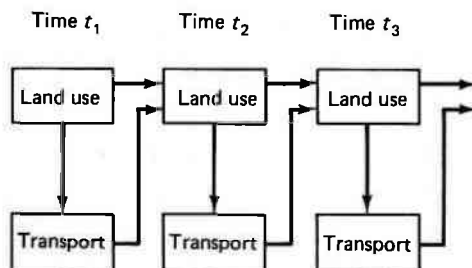 Time t1 Time t2 Time t3
Land use Land use Land use
Transport Transport Transport